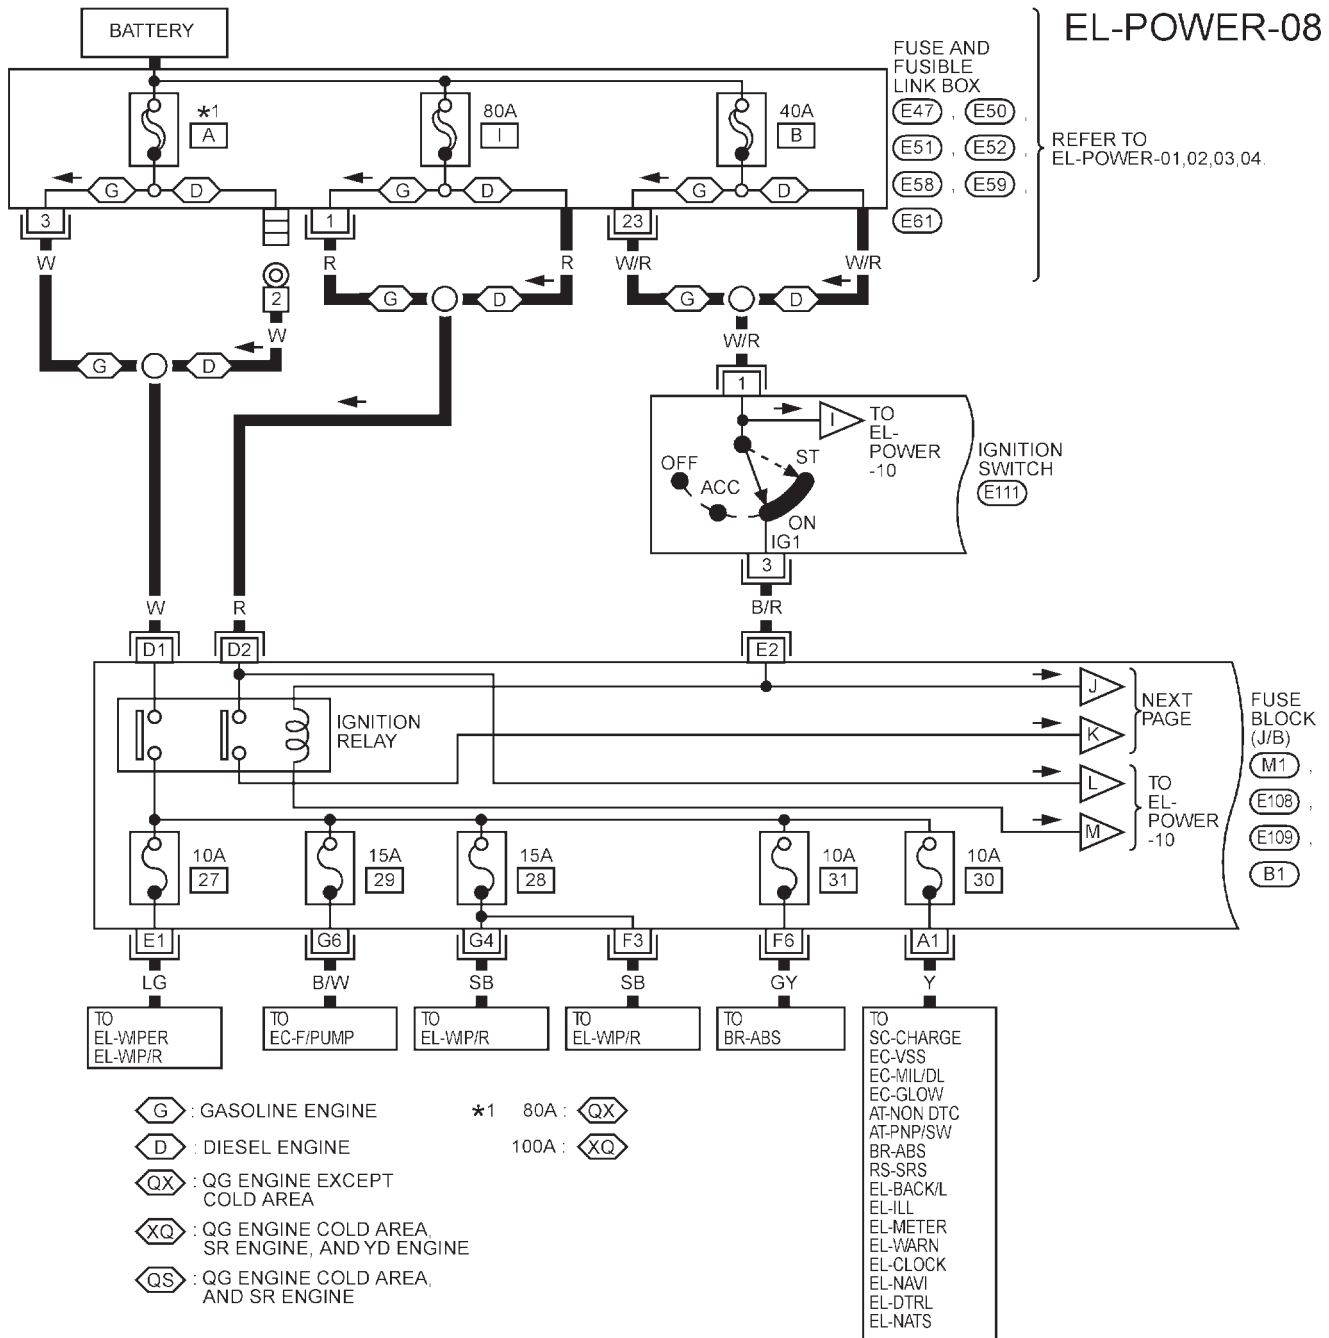 EL-POWER-08
BATTERY
FUSE AND
FUSIBLE
LINK BOX
E47 , E50 ,
E51 , E52 ,
E58 , E59 ,
E61
REFER TO
EL-POWER-01,02,03,04.
*1
A
80A
I
40A
B
G D
G D
G D
3
1
23
W
R
R
W/R
W/R
2
W
G D
G D
G D
W/R
1
I
TO
EL-
POWER
-10
OFF
ACC
ST
ON
IG1
IGNITION
SWITCH
E111
3
W
R
B/R
D1
D2
E2
IGNITION
RELAY
J
K
NEXT
PAGE
L
M
TO
EL-
POWER
-10
FUSE
BLOCK
(J/B)
M1 ,
E108 ,
E109 ,
B1
10A
27
15A
29
15A
28
10A
31
10A
30
E1
G6
G4
F3
F6
A1
LG
B/W
SB
SB
GY
Y
TO
EL-WIPER
EL-WIP/R
TO
EC-F/PUMP
TO
EL-WIP/R
TO
EL-WIP/R
TO
BR-ABS
TO
SC-CHARGE
EC-VSS
EC-MIL/DL
EC-GLOW
AT-NON DTC
AT-PNP/SW
BR-ABS
RS-SRS
EL-BACK/L
EL-ILL
EL-METER
EL-WARN
EL-CLOCK
EL-NAVI
EL-DTRL
EL-NATS
G : GASOLINE ENGINE
D : DIESEL ENGINE
QX : QG ENGINE EXCEPT
COLD AREA
XQ : QG ENGINE COLD AREA,
SR ENGINE, AND YD ENGINE
QS : QG ENGINE COLD AREA,
AND SR ENGINE
*1 80A : QX
100A : XQ